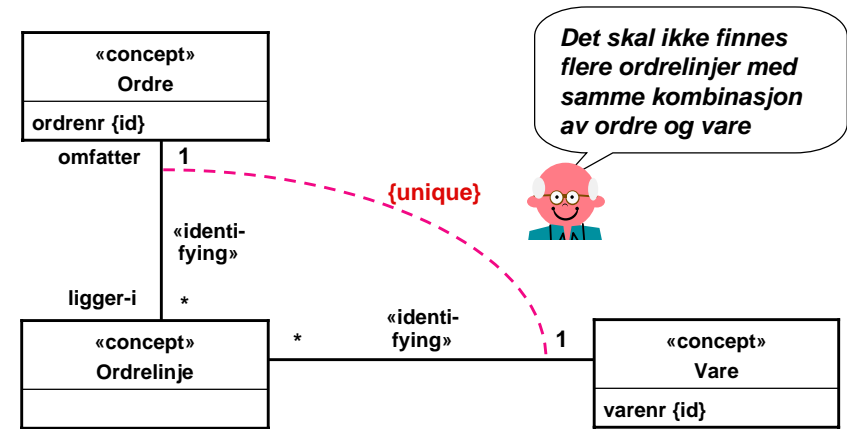 «concept»
Ordre
ordrenr {id}
Det skal ikke finnes
flere ordrelinjer med
samme kombinasjon
av ordre og vare
omfatter
1
{unique}
«identi-
fying»
ligger-i
*
«concept»
Ordrelinje
*
«identi-
fying»
1
«concept»
Vare
varenr {id}